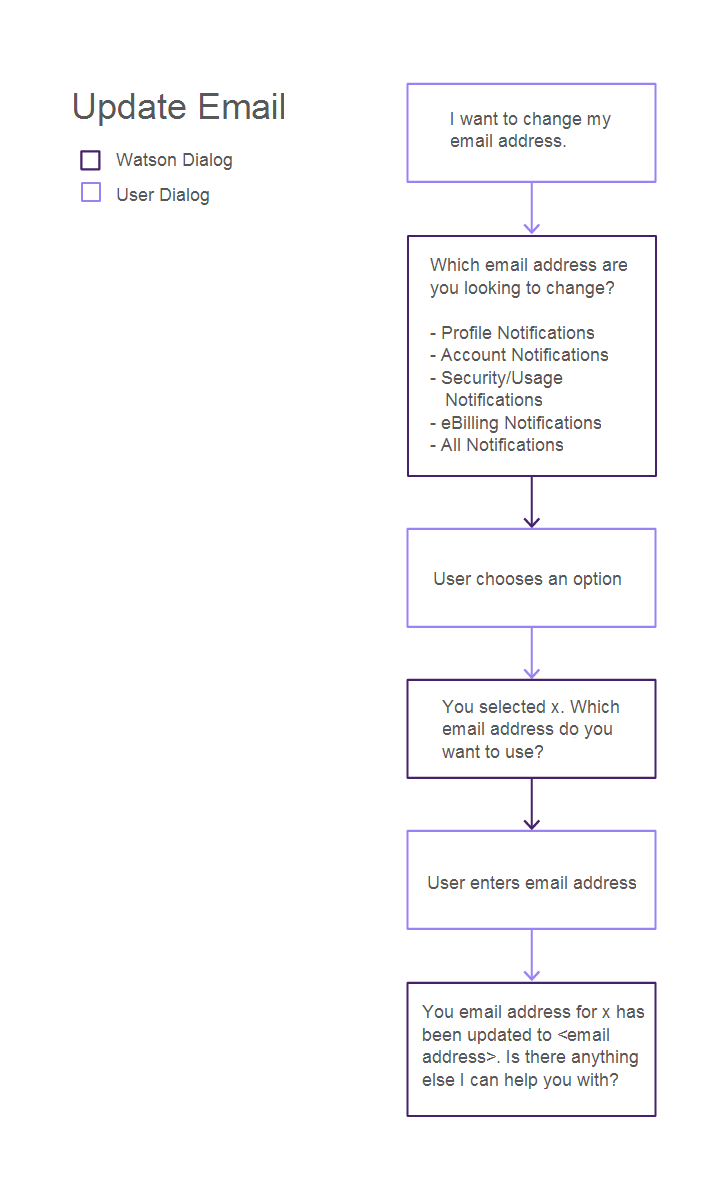 Update Email
Watson Dialog
User Dialog
I want to change my
email address.
Which email address are
you looking to change?
- Profile Notifications
- Account Notifications
- Security/Usage
Notifications
- eBilling Notifications
- All Notifications
User chooses an option
You selected x. Which
email address do you
want to use?
User enters email address
You email address for x has
been updated to <email
address>. Is there anything
else I can help you with?